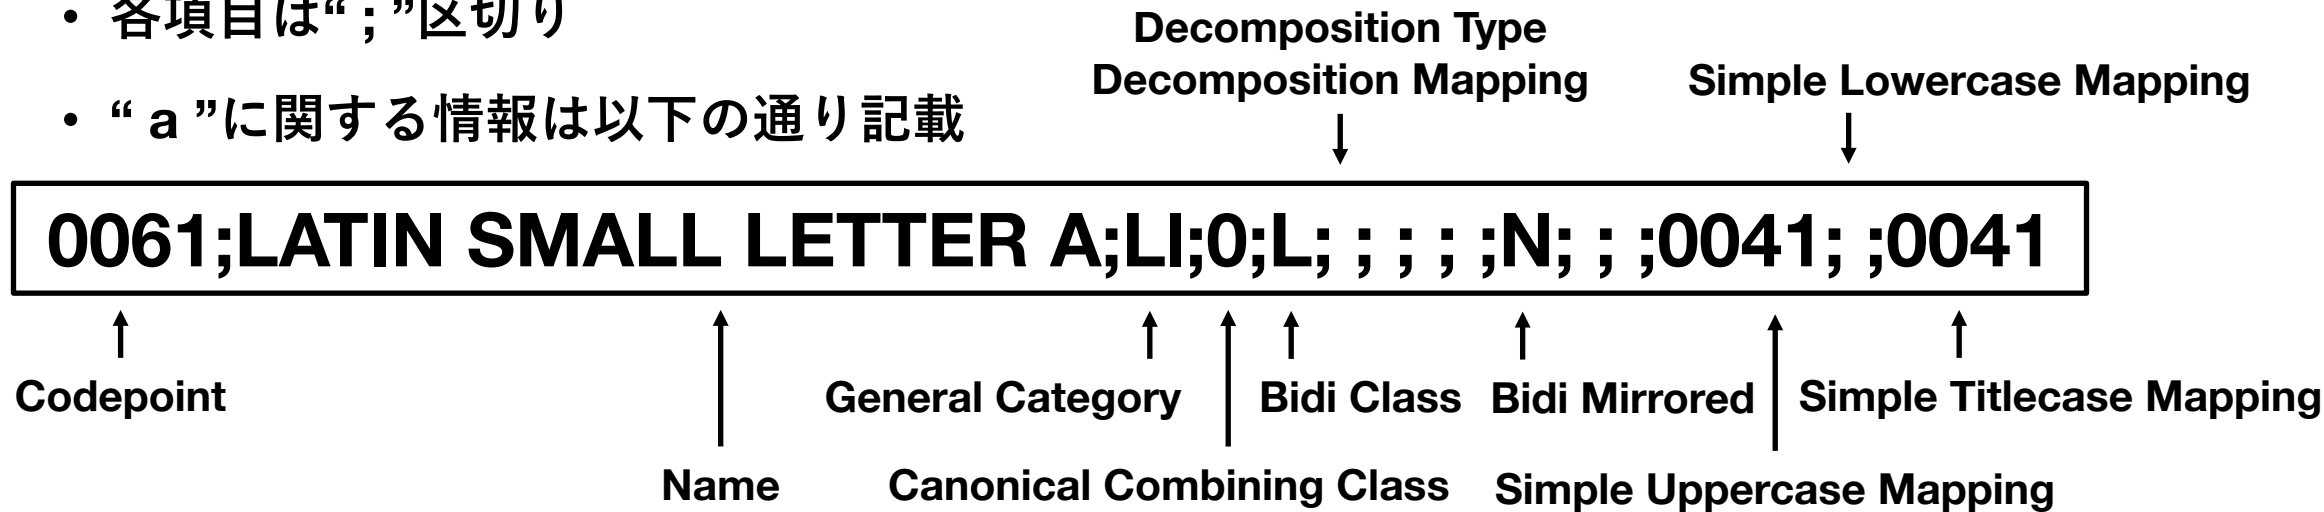 • 各項目は“ ; ”区切り
• “ a ”に関する情報は以下の通り記載
Decomposition Type
Decomposition Mapping
Simple Lowercase Mapping
0061;LATIN SMALL LETTER A;Ll;0;L; ; ; ; ;N; ; ;0041; ;0041
Codepoint
General Category
Bidi Class
Bidi Mirrored
Simple Titlecase Mapping
Name
Canonical Combining Class
Simple Uppercase Mapping